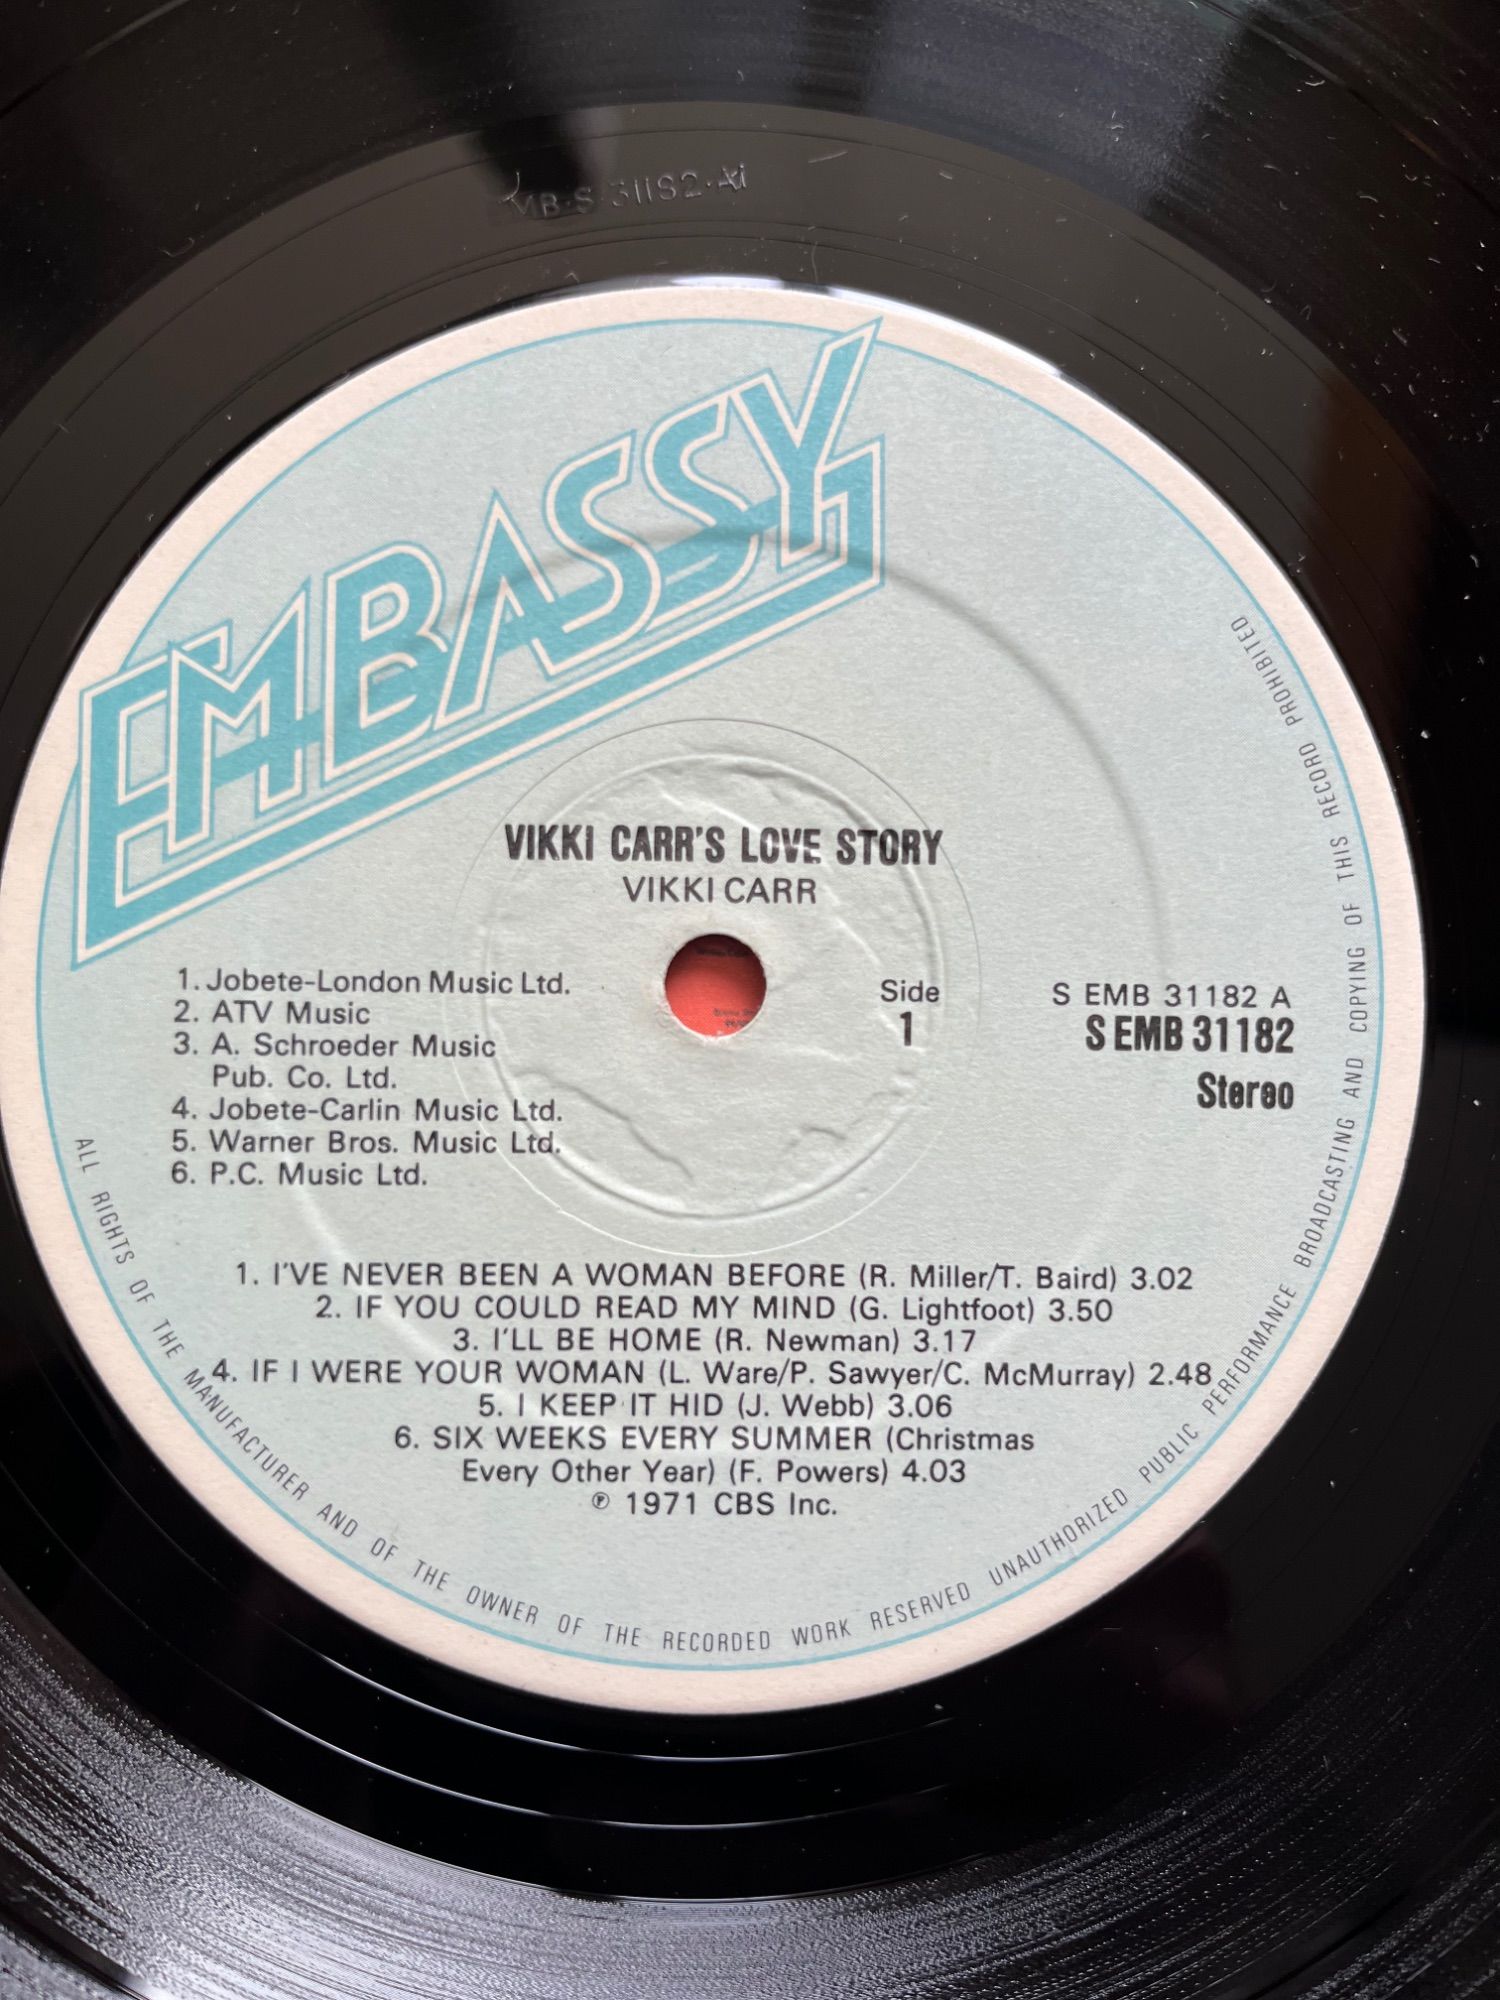 MB-S-31182-A1
EMBASSY
VIKKI CARR'S LOVE STORY
VIKKI CARR
1. Jobete-London Music Ltd.
2. ATV Music
3. A. Schroeder Music
Pub. Co. Ltd.
4. Jobete-Carlin Music Ltd.
5. Warner Bros. Music Ltd.
6. P.C. Music Ltd.
Side
1
S EMB 31182 A
S EMB 31182
Stereo
1. I'VE NEVER BEEN A WOMAN BEFORE (R. Miller/T. Baird) 3.02
2. IF YOU COULD READ MY MIND (G. Lightfoot) 3.50
3. I'LL BE HOME (R. Newman) 3.17
4. IF I WERE YOUR WOMAN (L. Ware/P. Sawyer/C. McMurray) 2.48
5. I KEEP IT HID (J. Webb) 3.06
6. SIX WEEKS EVERY SUMMER (Christmas
Every Other Year) (F. Powers) 4.03
℗ 1971 CBS Inc.
ALL RIGHTS OF THE MANUFACTURER AND OF THE OWNER OF THE RECORDED WORK RESERVED UNAUTHORIZED PUBLIC PERFORMANCE BROADCASTING AND COPYING OF THIS RECORD PROHIBITED